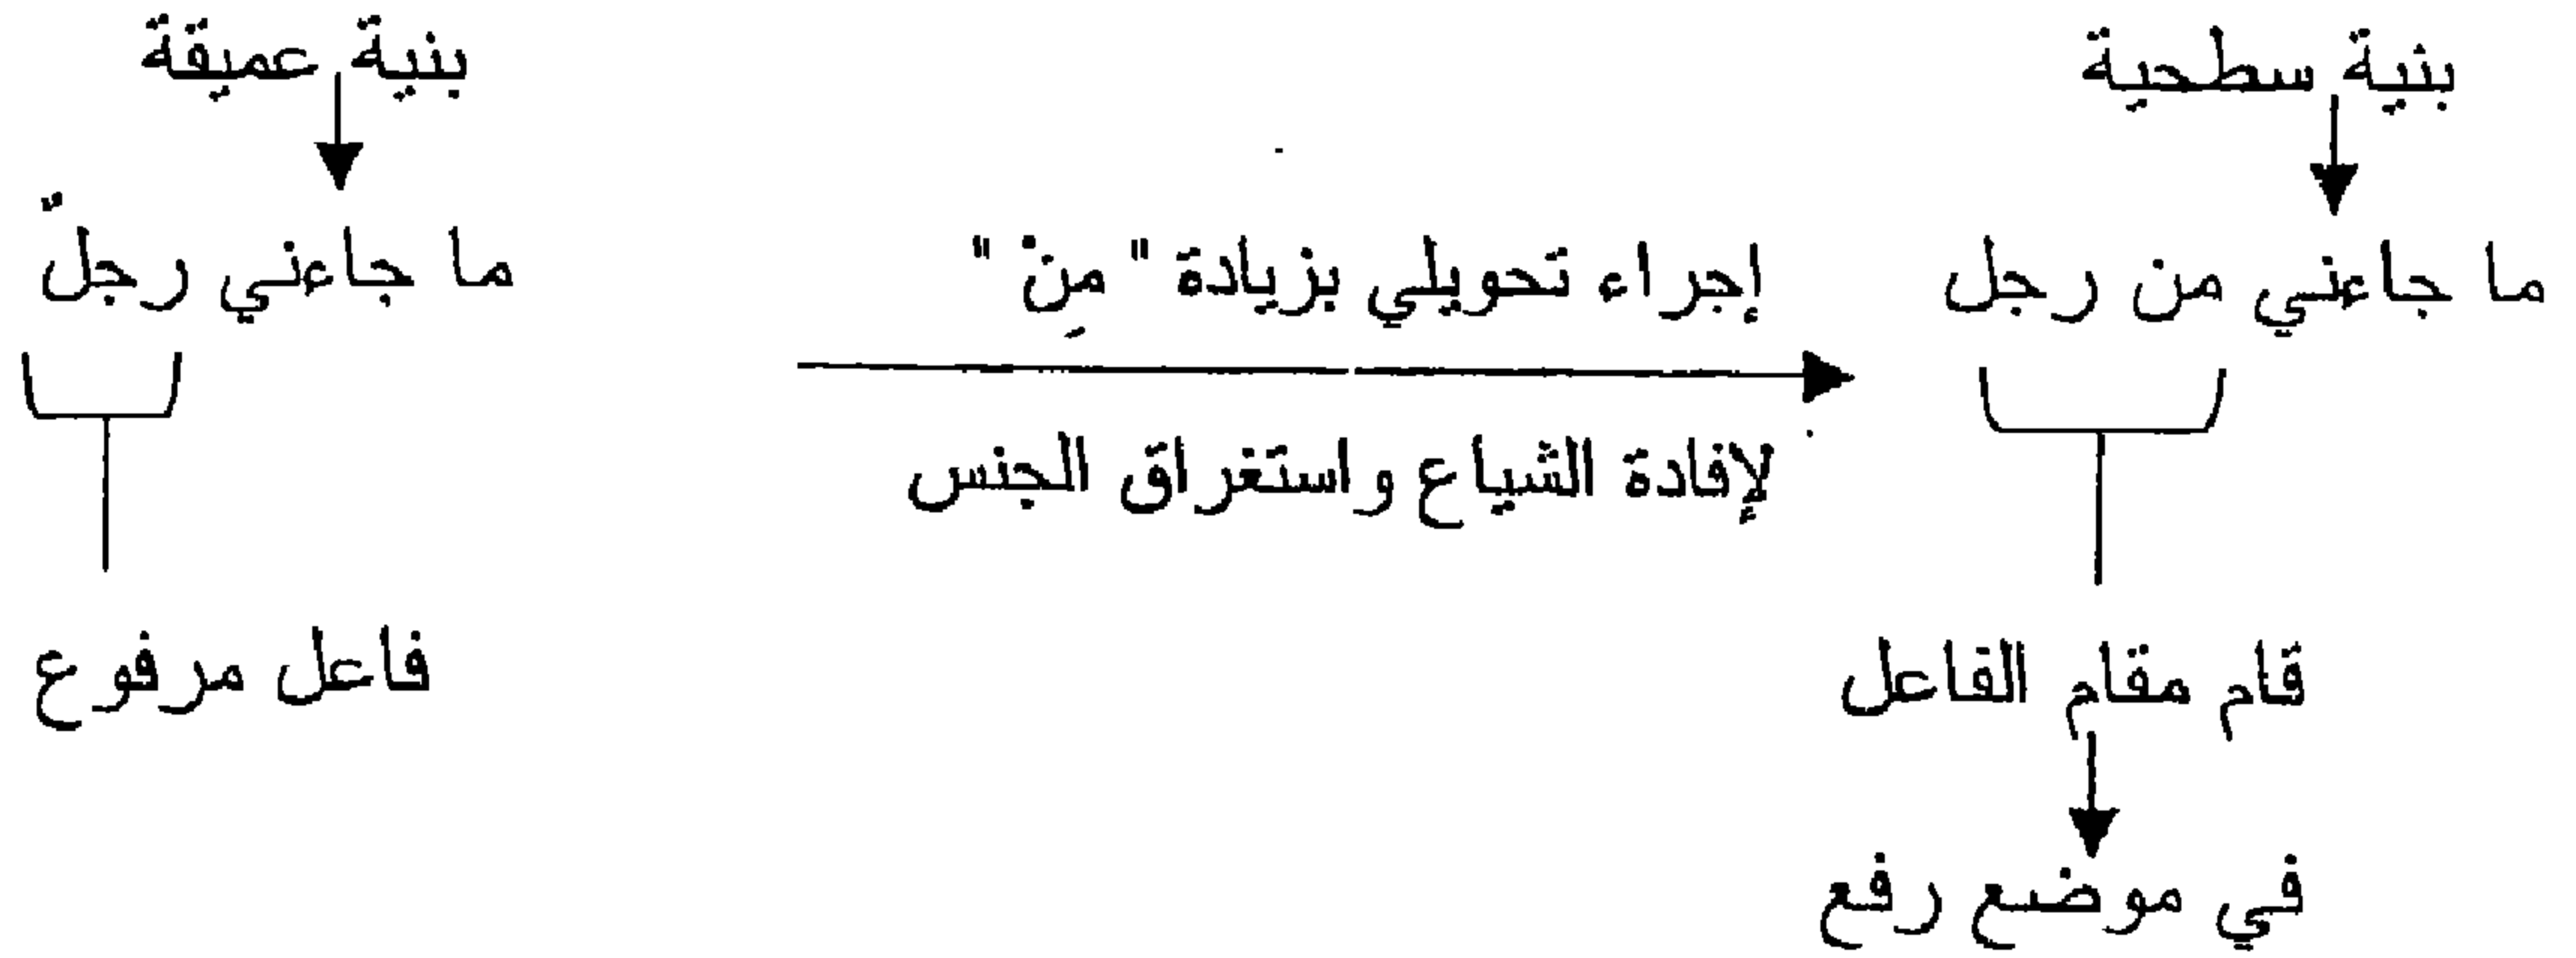 بنية سطحية
بنية عميقة
ما جاءني من رجل
إجراء تحويلي بزيادة " مِنْ "
ما جاءني رجلٌ
لإفادة الشياع واستغراق الجنس
قام مقام الفاعل
فاعل مرفوع
في موضع رفع